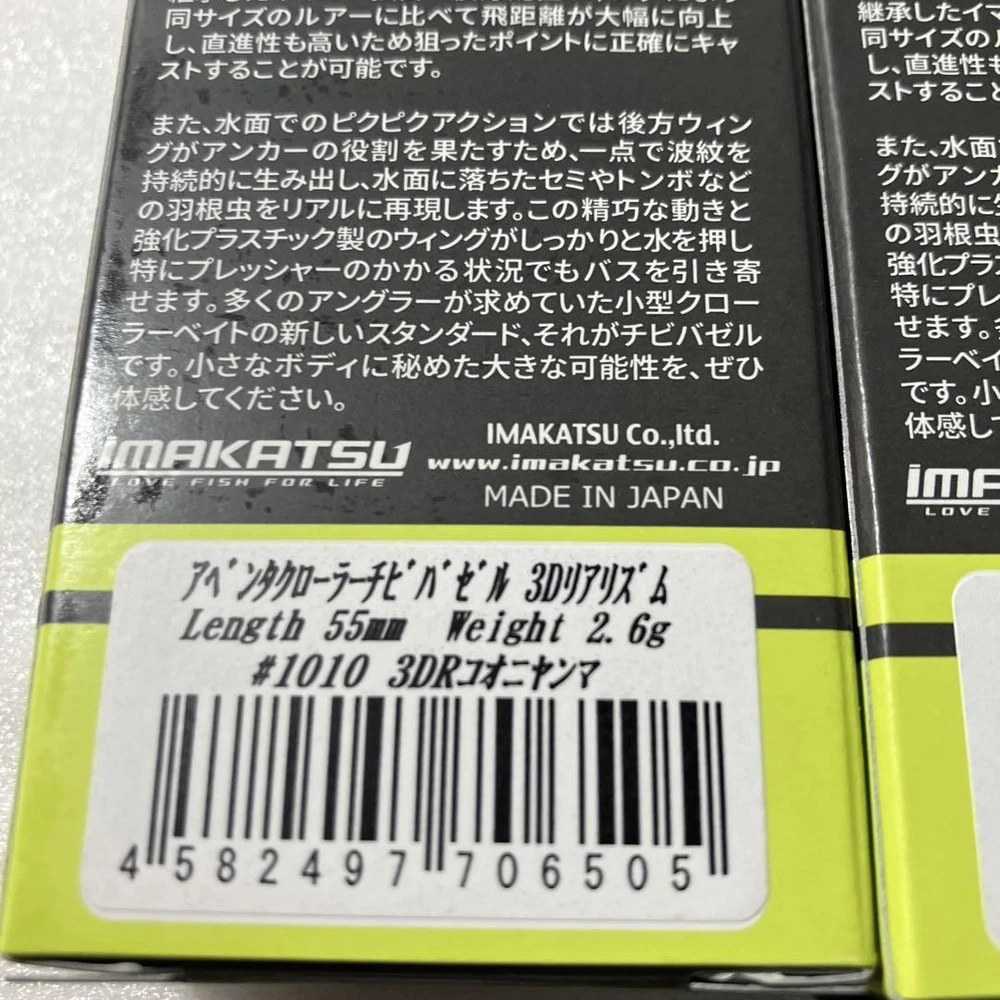 同サイズのルアーに比べて飛距離が大幅に向上
し、直進性も高いため狙ったポイントに正確にキャ
ストすることが可能です。
また、水面でのピクピクアクションでは後方ウィン
グがアンカーの役割を果たすため、一点で波紋を
持続的に生み出し、水面に落ちたセミやトンボなど
の羽根虫をリアルに再現します。この精巧な動きと
強化プラスチック製のウィングがしっかりと水を押し
特にプレッシャーのかかる状況でもバスを引き寄
せます。多くのアングラーが求めていた小型クロー
ラーベイトの新しいスタンダード、それがチビバゼル
です。小さなボディに秘めた大きな可能性を、ぜひ
体感してください。
IMAKATSU
LOVE FISH FOR LIFE
IMAKATSU Co.,ltd.
www.imakatsu.co.jp
MADE IN JAPAN
ｱﾍﾞﾝﾀｸﾛｰﾗｰﾁﾋﾞﾊﾞｾﾞﾙ 3Dﾘｱﾘｽﾞﾑ
Length 55mm Weight 2.6g
#1010 3DRｺｵﾆﾔﾝﾏ
4 582497 706505
継承したイマ
同サイズのル
し、直進性も
ストすること
また、水面で
グがアンカ
持続的に生
の羽根虫
強化プラス
特にプレ
せます。
ラーベイ
です。小
体感して
IMA
LOVE